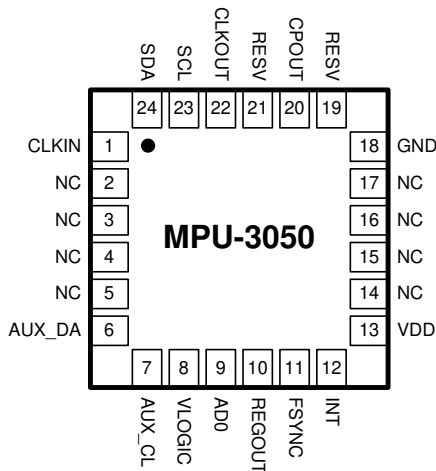 SDA
SCL
CLKOUT
RESV
CPOUT
RESV
24
23
22
21
20
19
CLKIN 1
NC 2
NC 3
NC 4
NC 5
AUX_DA 6
MPU-3050
18 GND
17 NC
16 NC
15 NC
14 NC
13 VDD
7
8
9
10
11
12
AUX_CL
VLOGIC
AD0
REGOUT
FSYNC
INT